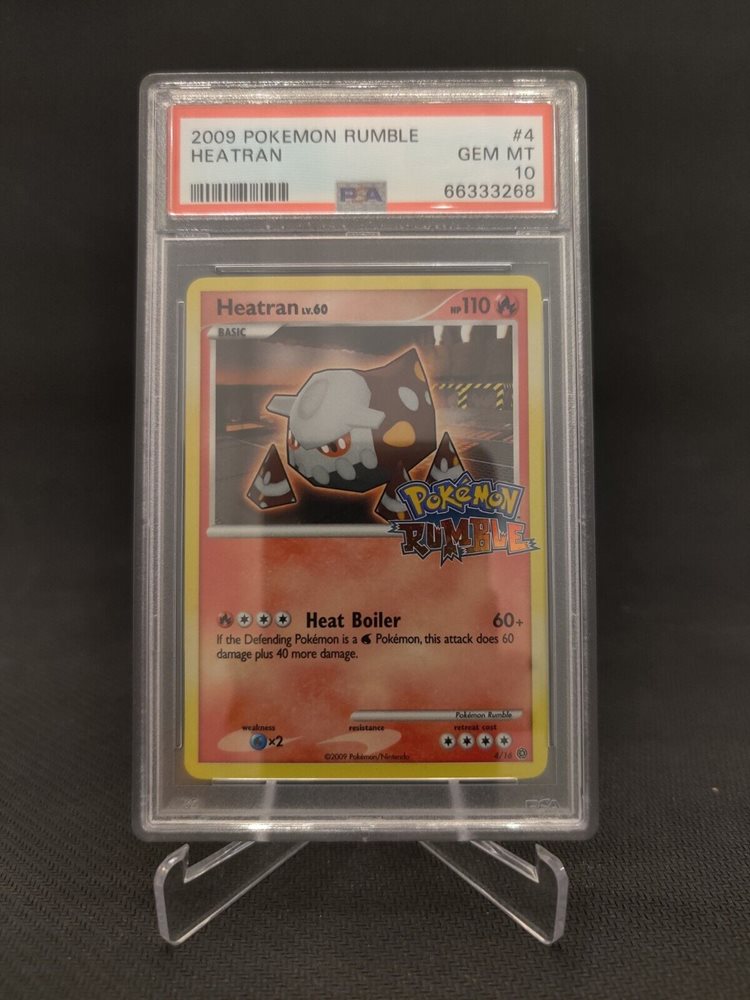 2009 POKEMON RUMBLE #4
HEATRAN GEM MT
10
PSA 66333268
Heatran LV.60 HP 110
BASIC
POKéMON
RUMBLE
Heat Boiler 60+
If the Defending Pokémon is a Pokémon, this attack does 60
damage plus 40 more damage.
Pokémon Rumble
weakness resistance retreat cost
×2
©2009 Pokémon/Nintendo 4/16
PSA